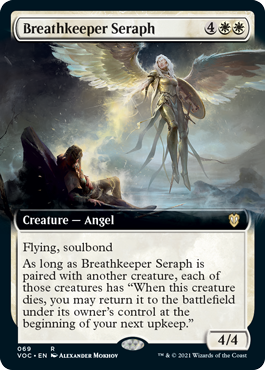 Breathkeeper Seraph 4
Creature — Angel
Flying, soulbond
As long as Breathkeeper Seraph is
paired with another creature, each of
those creatures has "When this creature
dies, you may return it to the battlefield
under its owner's control at the
beginning of your next upkeep."
4/4
069 R
VOC • EN Alexander Mokhov
™ & © 2021 Wizards of the Coast